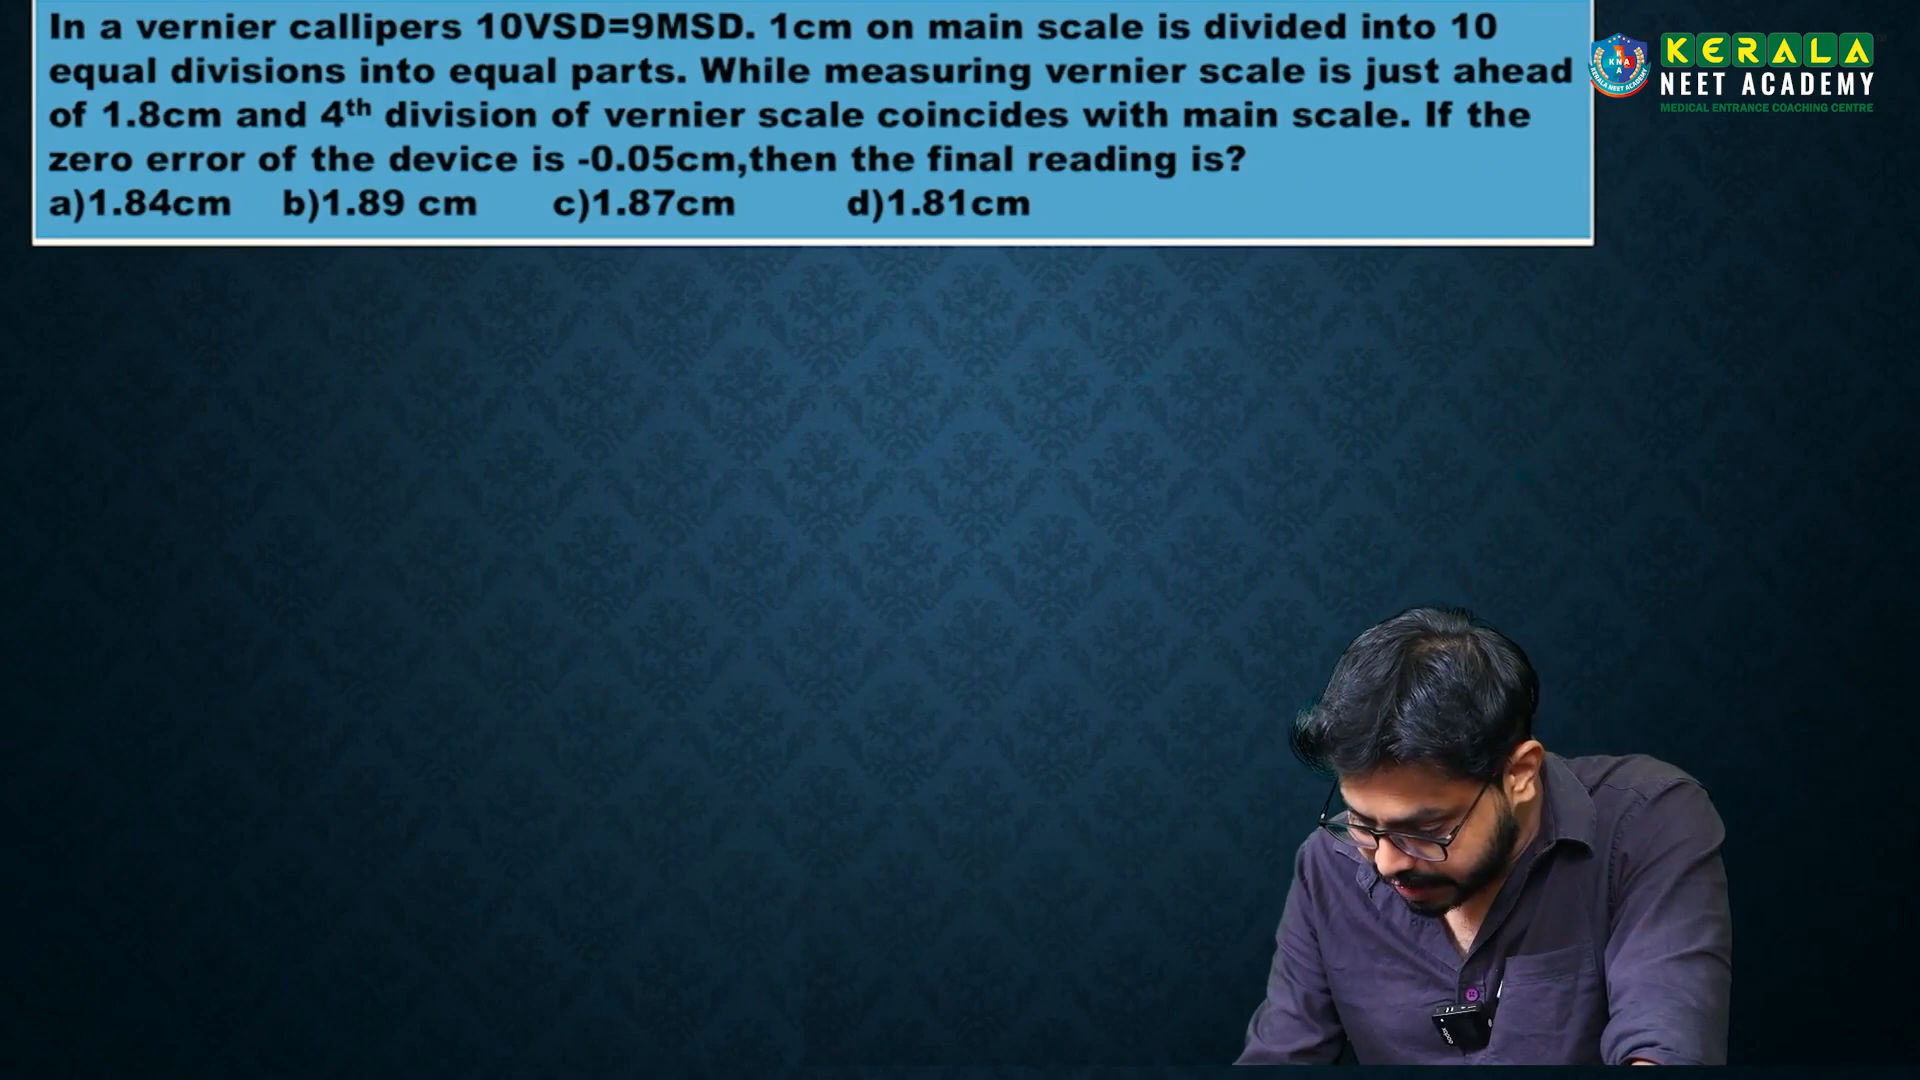 In a vernier callipers 10VSD=9MSD. 1cm on main scale is divided into 10
equal divisions into equal parts. While measuring vernier scale is just ahead
of 1.8cm and 4th division of vernier scale coincides with main scale. If the
zero error of the device is -0.05cm,then the final reading is?
a)1.84cm b)1.89 cm c)1.87cm d)1.81cm
KERALA
NEET ACADEMY
MEDICAL ENTRANCE COACHING CENTRE